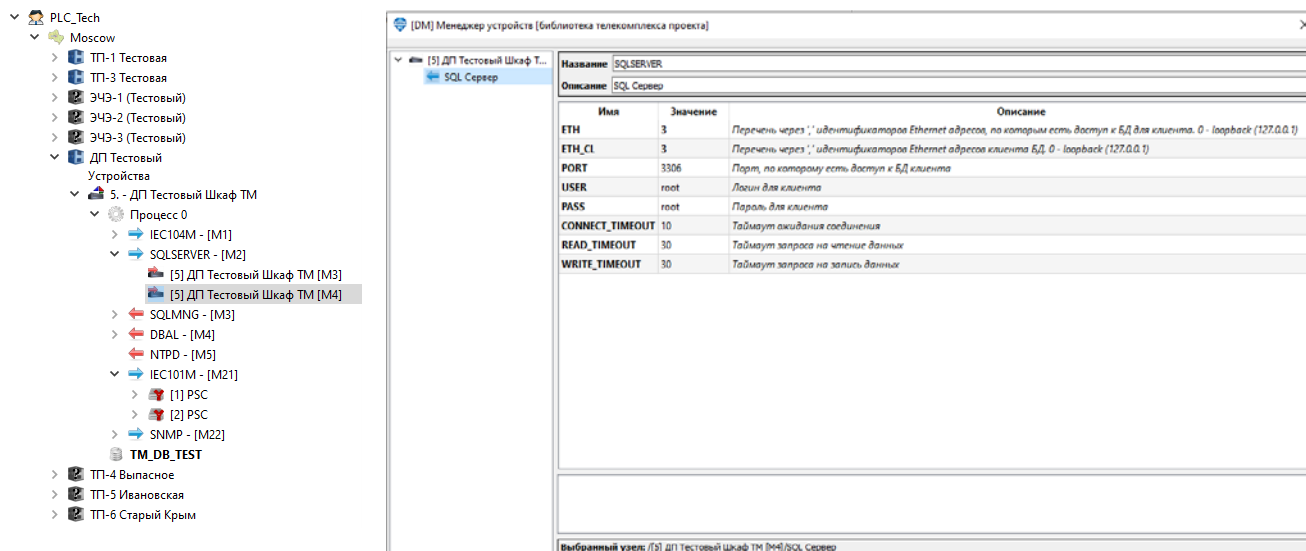 PLC_Tech
Moscow
ТП-1 Тестовая
ТП-3 Тестовая
ЭЧЭ-1 (Тестовый)
ЭЧЭ-2 (Тестовый)
ЭЧЭ-3 (Тестовый)
ДП Тестовый
Устройства
5. - ДП Тестовый Шкаф ТМ
Процесс 0
IEC104M - [M1]
SQLSERVER - [M2]
[5] ДП Тестовый Шкаф ТМ [M3]
[5] ДП Тестовый Шкаф ТМ [M4]
SQLMNG - [M3]
DBAL - [M4]
NTPD - [M5]
IEC101M - [M21]
[1] PSC
[2] PSC
SNMP - [M22]
TM_DB_TEST
ТП-4 Выпасное
ТП-5 Ивановская
ТП-6 Старый Крым
[DM] Менеджер устройств [библиотека телекомплекса проекта]
[5] ДП Тестовый Шкаф Т...
SQL Сервер
Название SQLSERVER
Описание SQL Сервер
Имя Значение Описание
ETH 3 Перечень через ',' идентификаторов Ethernet адресов, по которым есть доступ к БД для клиента. 0 - loopback (127.0.0.1)
ETH_CL 3 Перечень через ',' идентификаторов Ethernet адресов клиента БД. 0 - loopback (127.0.0.1)
PORT 3306 Порт, по которому есть доступ к БД клиента
USER root Логин для клиента
PASS root Пароль для клиента
CONNECT_TIMEOUT 10 Таймаут ожидания соединения
READ_TIMEOUT 30 Таймаут запроса на чтение данных
WRITE_TIMEOUT 30 Таймаут запроса на запись данных
Выбранный узел: /[5] ДП Тестовый Шкаф ТМ [M4]/SQL Сервер